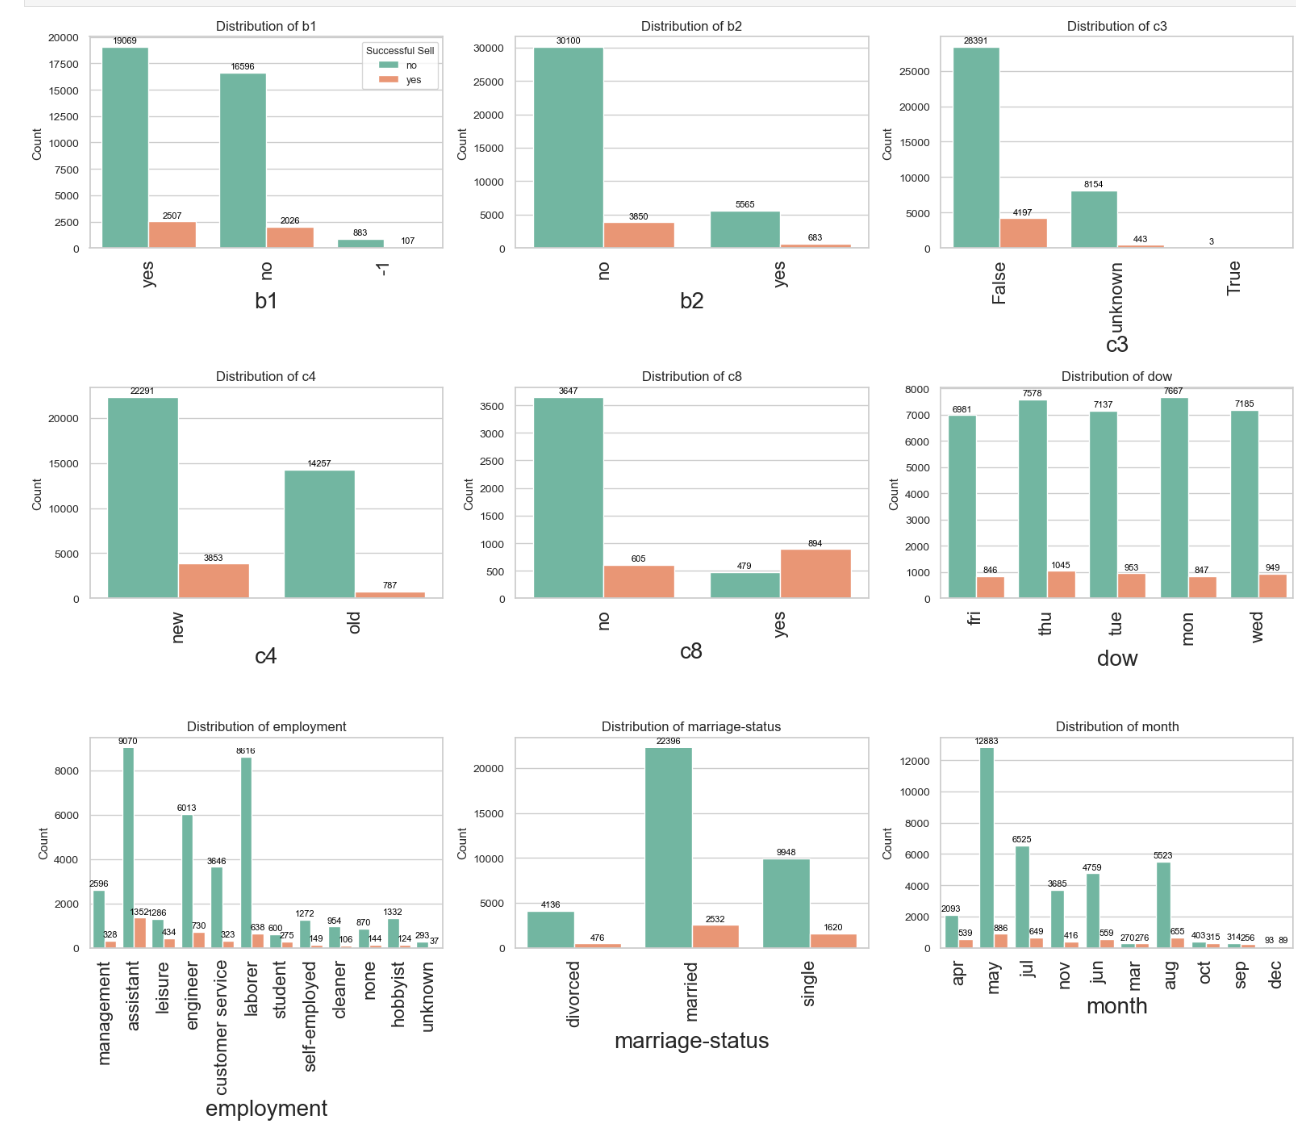 Distribution of b1
20000
17500
15000
12500
10000
7500
5000
2500
0
Count
19069
2507
16596
2026
883
107
Successful Sell
no
yes
yes
no
-1
b1
Distribution of b2
30000
25000
20000
15000
10000
5000
0
Count
30100
3850
5565
683
no
yes
b2
Distribution of c3
25000
20000
15000
10000
5000
0
Count
28391
4197
8154
443
3
False
unknown
True
c3
Distribution of c4
20000
15000
10000
5000
0
Count
22291
3853
14257
787
new
old
c4
Distribution of c8
3500
3000
2500
2000
1500
1000
500
0
Count
3647
605
479
894
no
yes
c8
Distribution of dow
8000
7000
6000
5000
4000
3000
2000
1000
0
Count
6981
846
7578
1045
7137
953
7667
847
7185
949
fri
thu
tue
mon
wed
dow
Distribution of employment
8000
6000
4000
2000
0
Count
2596
328
9070
1352
1286
434
6013
730
3646
323
8616
638
600
275
1272
149
954
106
870
144
1332
124
293
37
management
assistant
leisure
engineer
customer service
laborer
student
self-employed
cleaner
none
hobbyist
unknown
employment
Distribution of marriage-status
20000
15000
10000
5000
0
Count
4136
476
22396
2532
9948
1620
divorced
married
single
marriage-status
Distribution of month
12000
10000
8000
6000
4000
2000
0
Count
2093
539
12883
886
6525
649
3685
416
4759
559
270
276
5523
655
403
315
314
256
93
89
apr
may
jul
nov
jun
mar
aug
oct
sep
dec
month